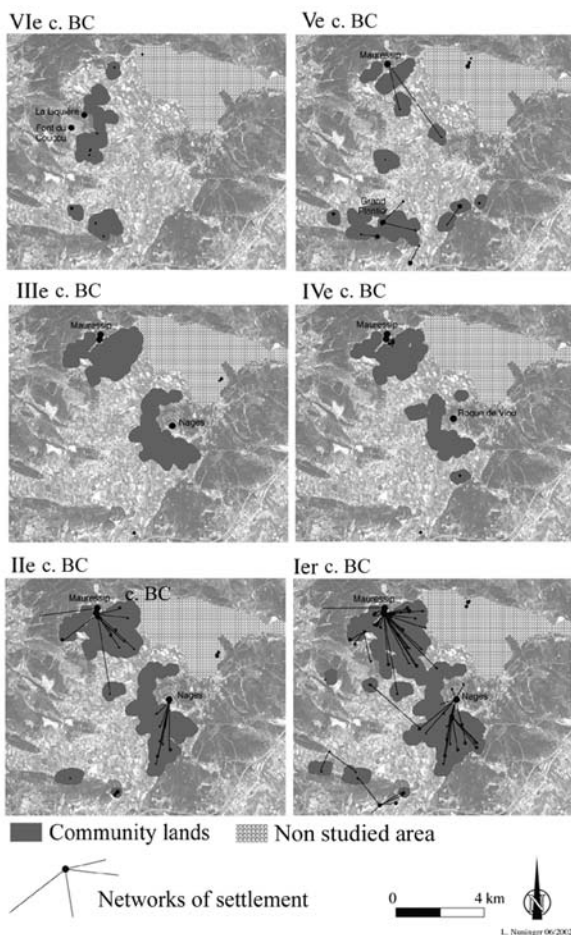 VIe c. BC
La Liquière
Font du
Coucou
Ve c. BC
Mauressip
Grand
Plantier
IIIe c. BC
Mauressip
Nages
IVe c. BC
Mauressip
Roque de Viou
IIe c. BC
c. BC
Mauressip
Nages
Ier c. BC
Mauressip
Nages
Community lands
Non studied area
Networks of settlement
0 4 km
N
L. Nuninger 06/2002